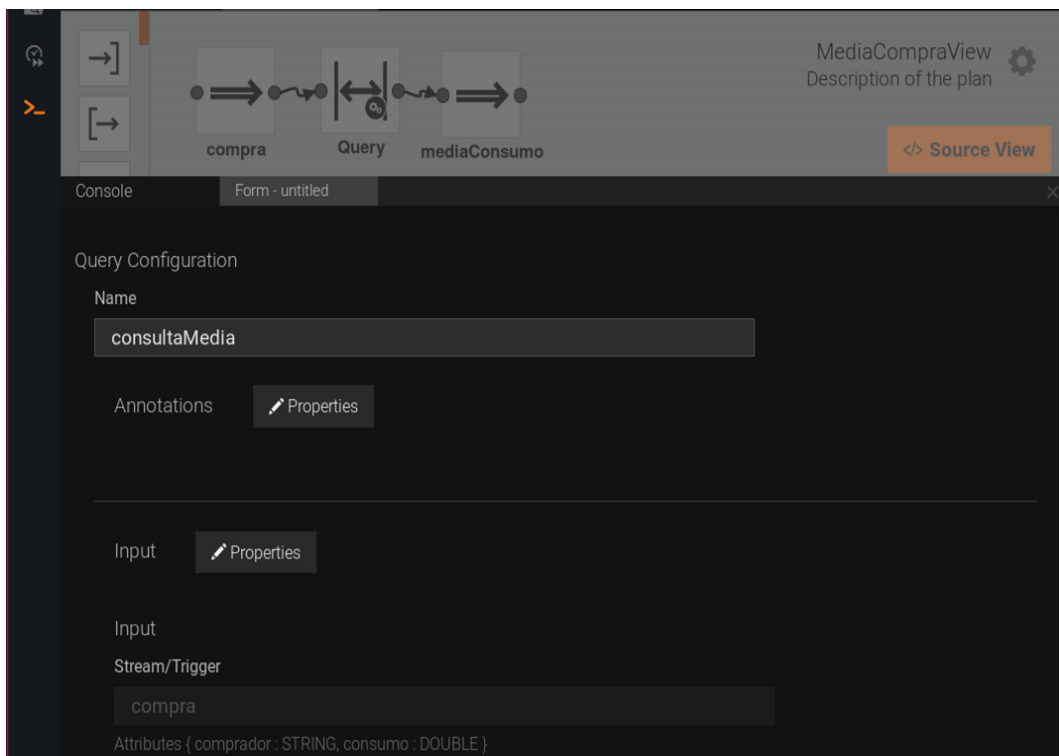 MediaCompraView
Description of the plan
compra
Query
mediaConsumo
</> Source View
Console
Form - untitled
Query Configuration
Name
consultaMedia
Annotations
Properties
Input
Properties
Input
Stream/Trigger
compra
Attributes { comprador : STRING, consumo : DOUBLE }